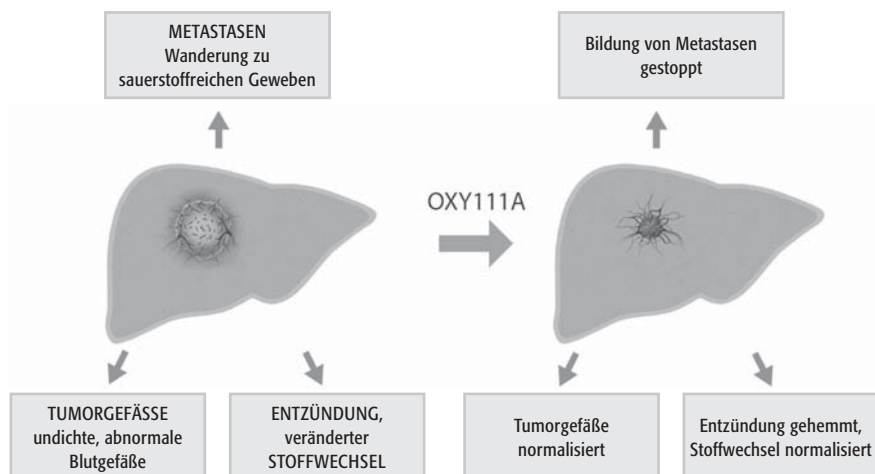 METASTASEN
Wanderung zu
sauerstoffreichen Geweben
Bildung von Metastasen
gestoppt
OXY111A
TUMORGEFÄSSE
undichte, abnormale
Blutgefäße
ENTZÜNDUNG,
veränderter
STOFFWECHSEL
Tumorgefäße
normalisiert
Entzündung gehemmt,
Stoffwechsel normalisiert